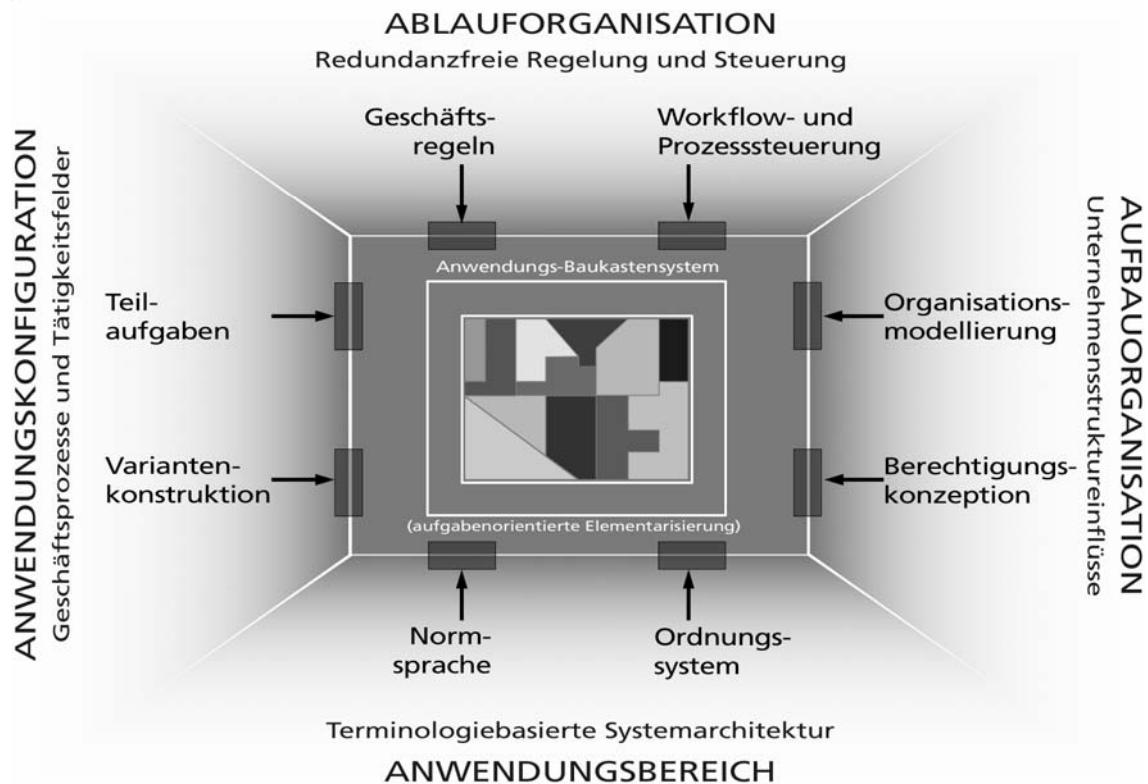 ABLAUFORGANISATION
Redundanzfreie Regelung und Steuerung
Geschäfts-
regeln
Workflow- und
Prozesssteuerung
ANWENDUNGSKONFIGURATION
Geschäftsprozesse und Tätigkeitsfelder
Teil-
aufgaben
Varianten-
konstruktion
Anwendungs-Baukastensystem
(aufgabenorientierte Elementarisierung)
Organisations-
modellierung
Berechtigungs-
konzeption
AUFBAUORGANISATION
Unternehmensstruktureinflüsse
Norm-
sprache
Ordnungs-
system
Terminologiebasierte Systemarchitektur
ANWENDUNGSBEREICH